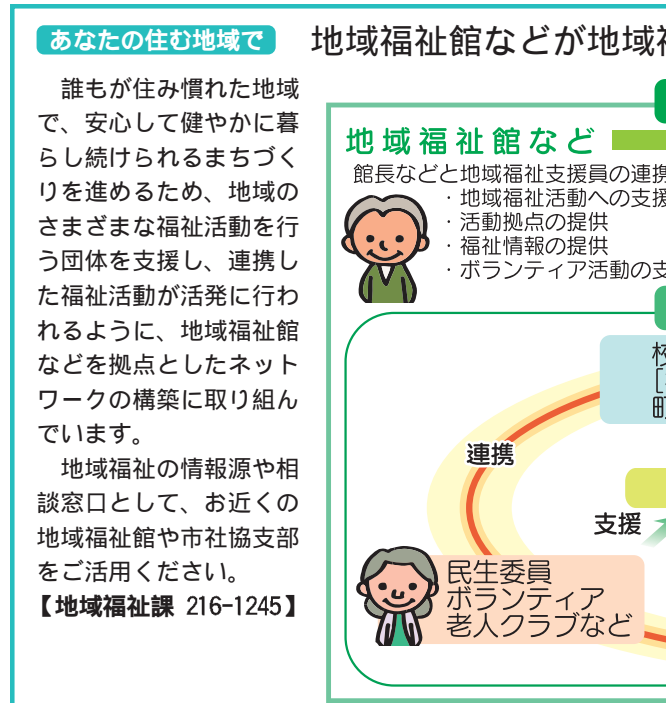 あなたの住む地域で
地域福祉館などが地域
　誰もが住み慣れた地域
で、安心して健やかに暮
らし続けられるまちづく
りを進めるため、地域の
さまざまな福祉活動を行
う団体を支援し、連携し
た福祉活動が活発に行わ
れるように、地域福祉館
などを拠点としたネット
ワークの構築に取り組ん
でいます。
　地域福祉の情報源や相
談窓口として、お近くの
地域福祉館や市社協支部
をご活用ください。
【地域福祉課 216-1245】
地域福祉館など
館長などと地域福祉支援員の連携
・地域福祉活動への支援
・活動拠点の提供
・福祉情報の提供
・ボランティア活動の支
連携
支援
民生委員
ボランティア
老人クラブなど